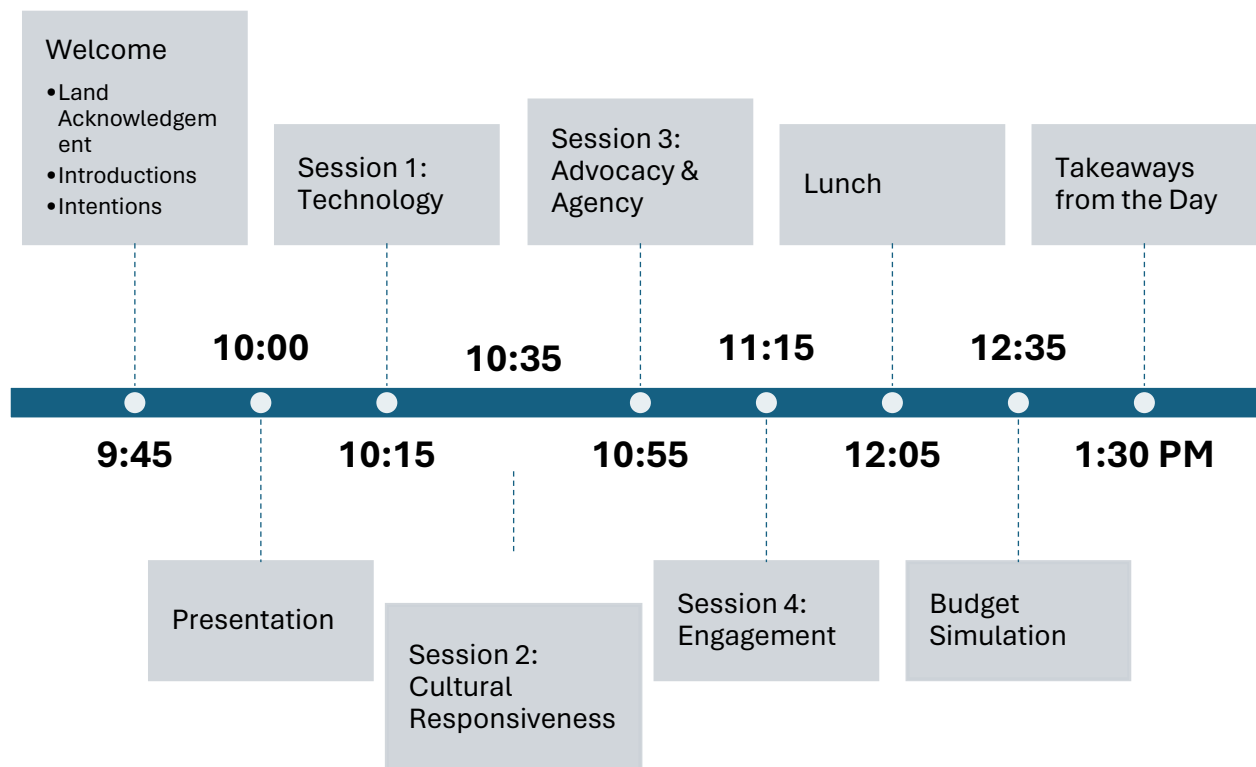 Welcome
•Land
Acknowledgem
ent
•Introductions
•Intentions
Session 1:
Technology
Session 3:
Advocacy &
Agency
Lunch
Takeaways
from the Day
10:00
10:35
11:15
12:35
9:45
10:15
10:55
12:05
1:30 PM
Presentation
Session 2:
Cultural
Responsiveness
Session 4:
Engagement
Budget
Simulation